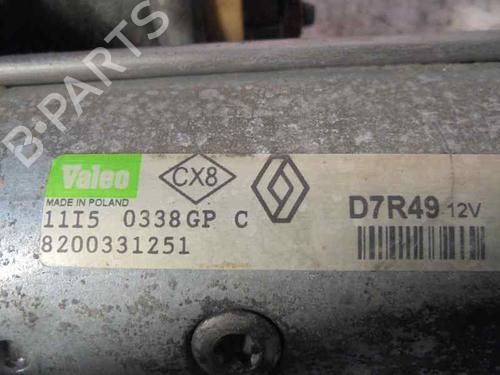 Valeo
CX8
MADE IN POLAND
11I5 0338GP C
D7R49 12V
8200331251
B-PARTS